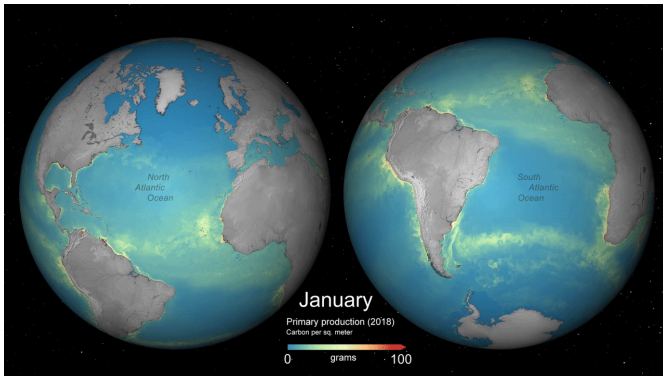 North
Atlantic
Ocean
South
Atlantic
Ocean
January
Primary production (2018)
Carbon per sq. meter
0 grams 100